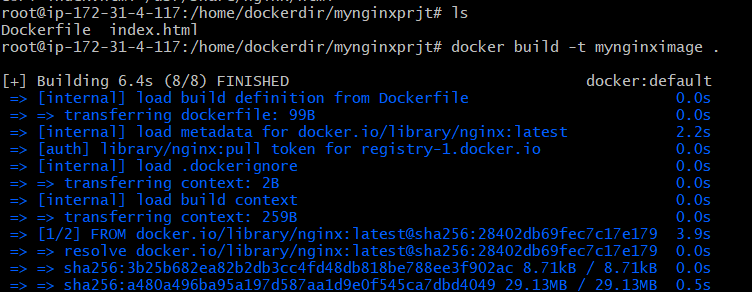 root@ip-172-31-4-117:/home/dockerdir/mynginxprjt# ls
Dockerfile  index.html
root@ip-172-31-4-117:/home/dockerdir/mynginxprjt# docker build -t mynginximage .
[+] Building 6.4s (8/8) FINISHED docker:default
=> [internal] load build definition from Dockerfile 0.0s
=> => transferring dockerfile: 99B 0.0s
=> [internal] load metadata for docker.io/library/nginx:latest 2.2s
=> [auth] library/nginx:pull token for registry-1.docker.io 0.0s
=> [internal] load .dockerignore 0.0s
=> => transferring context: 2B 0.0s
=> [internal] load build context 0.0s
=> => transferring context: 259B 0.0s
=> [1/2] FROM docker.io/library/nginx:latest@sha256:28402db69fec7c17e179 3.9s
=> => resolve docker.io/library/nginx:latest@sha256:28402db69fec7c17e179 0.0s
=> => sha256:3b25b682ea82b2db3cc4fd48db818be788ee3f902ac 8.71kB / 8.71kB 0.0s
=> => sha256:a480a496ba95a197d587aa1d9e0f545ca7dbd4049 29.13MB / 29.13MB 0.5s